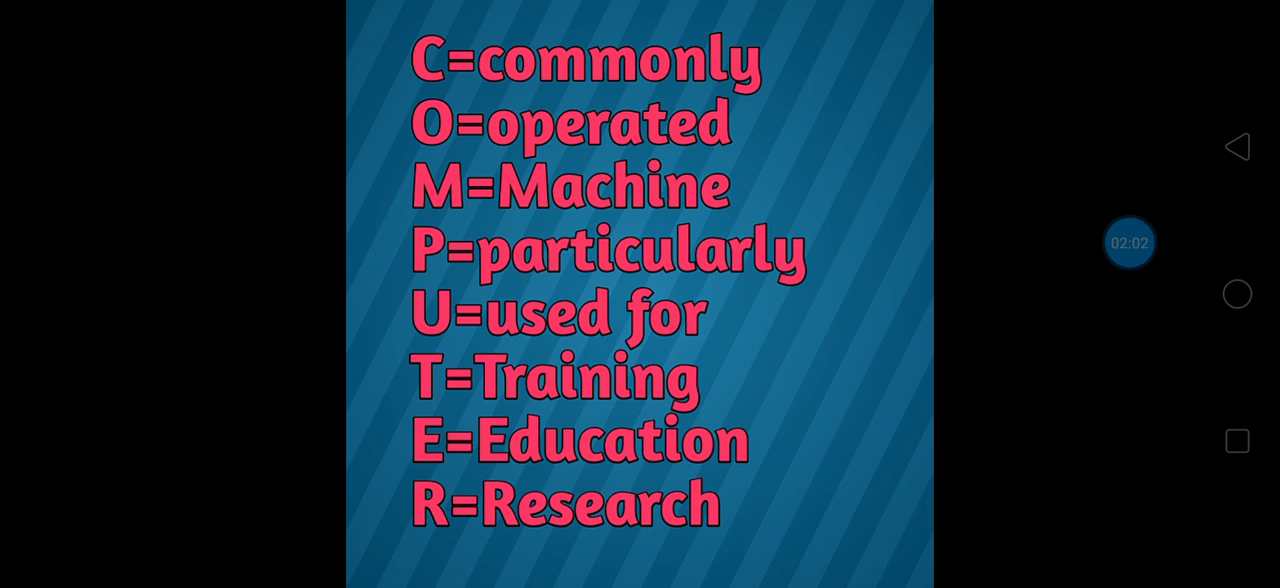 C=commonly
O=operated
M=Machine
P=particularly
U=used for
T=Training
E=Education
R=Research
02:02